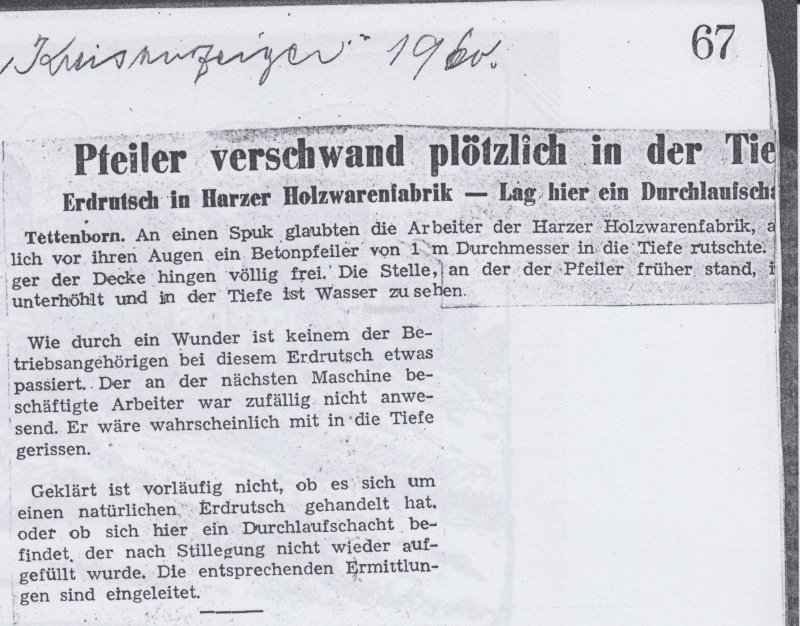 "Kreisanzeiger" 1960.
67
Pfeiler verschwand plötzlich in der Tie
Erdrutsch in Harzer Holzwarenfabrik — Lag hier ein Durchlaufscha
Tettenborn. An einen Spuk glaubten die Arbeiter der Harzer Holzwarenfabrik, a
lich vor ihren Augen ein Betonpfeiler von 1 m Durchmesser in die Tiefe rutschte.
ger der Decke hingen völlig frei. Die Stelle, an der der Pfeiler früher stand, i
unterhöhlt und in der Tiefe ist Wasser zu sehen.
Wie durch ein Wunder ist keinem der Be-
triebsangehörigen bei diesem Erdrutsch etwas
passiert. Der an der nächsten Maschine be-
schäftigte Arbeiter war zufällig nicht anwe-
send. Er wäre wahrscheinlich mit in die Tiefe
gerissen.
Geklärt ist vorläufig nicht, ob es sich um
einen natürlichen Erdrutsch gehandelt hat.
oder ob sich hier ein Durchlaufschacht be-
findet, der nach Stillegung nicht wieder auf-
gefüllt wurde. Die entsprechenden Ermittlun-
gen sind eingeleitet.